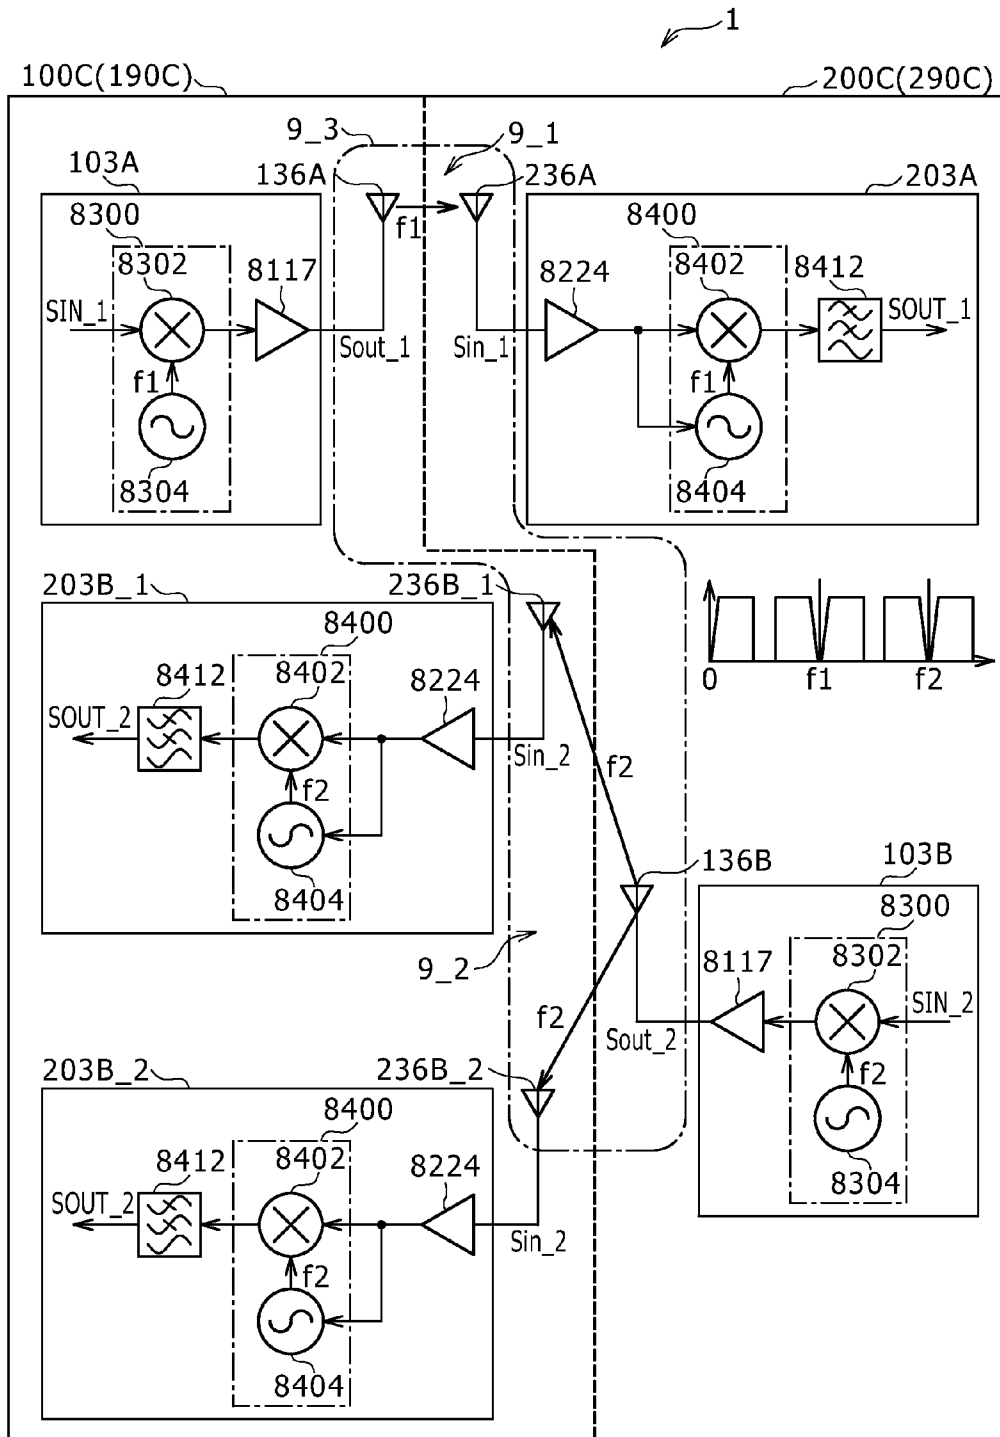 1
100C(190C)
200C(290C)
9_3
9_1
103A
136A
236A
203A
8300
8302
8117
SIN_1
f1
8304
Sout_1
f1
Sin_1
8224
8400
8402
8412
SOUT_1
f1
8404
203B_1
236B_1
8400
8402
8412
8224
SOUT_2
f2
8404
Sin_2
f2
0
f1
f2
136B
103B
8300
8302
8117
9_2
SIN_2
f2
Sout_2
f2
8304
203B_2
236B_2
8400
8402
8412
8224
SOUT_2
f2
Sin_2
8404